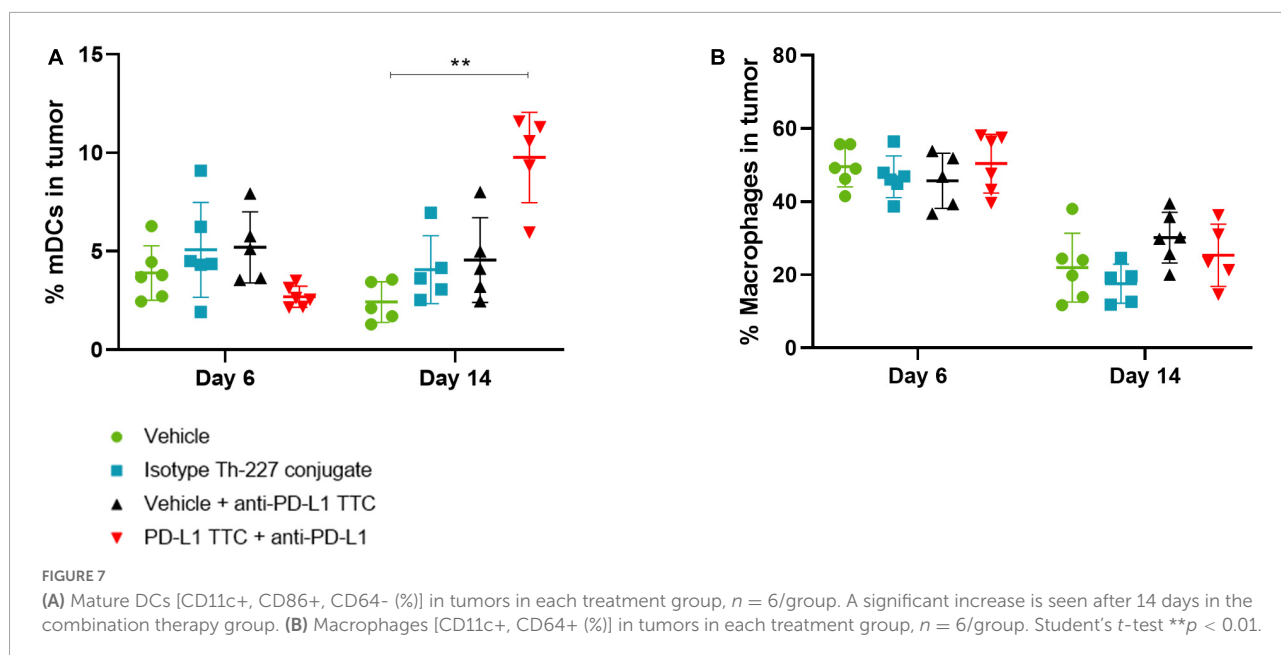 A
% mDCs in tumor
15
10
5
0
**
Day 6
Day 14
B
% Macrophages in tumor
80
60
40
20
0
Day 6
Day 14
Vehicle
Isotype Th-227 conjugate
Vehicle + anti-PD-L1 TTC
PD-L1 TTC + anti-PD-L1
FIGURE 7
(A) Mature DCs [CD11c+, CD86+, CD64- (%)] in tumors in each treatment group, n = 6/group. A significant increase is seen after 14 days in the
combination therapy group. (B) Macrophages [CD11c+, CD64+ (%)] in tumors in each treatment group, n = 6/group. Student's t-test **p < 0.01.